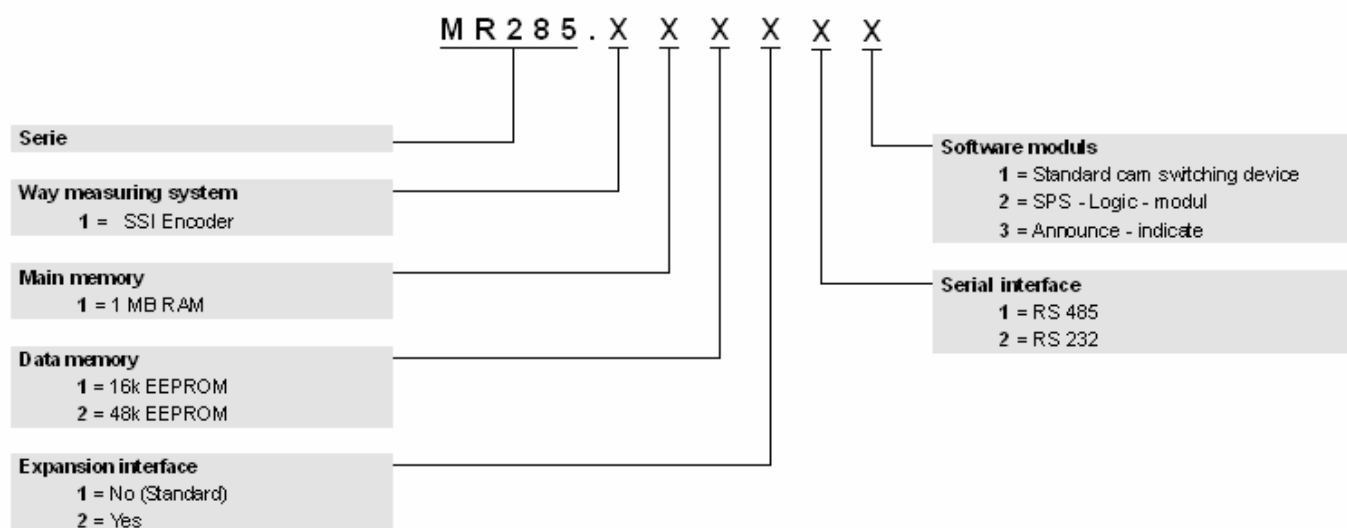 MR285.XXXXXX
Serie
Way measuring system
1 = SSI Encoder
Main memory
1 = 1 MB RAM
Data memory
1 = 16k EEPROM
2 = 48k EEPROM
Expansion interface
1 = No (Standard)
2 = Yes
Software moduls
1 = Standard cam switching device
2 = SPS - Logic - modul
3 = Announce - indicate
Serial interface
1 = RS 485
2 = RS 232